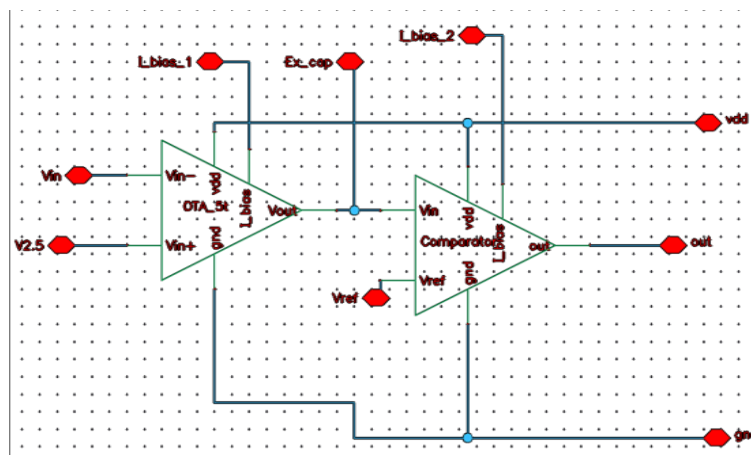 I_bias_2
I_bias_1
Ex_cap
vdd
Vin
Vin-
vdd
I_bias
OTA_5t
Vout
V2.5
Vin+
gnd
Vin
vdd
I_bias
Comparator
out
out
Vref
gnd
Vref
gnd